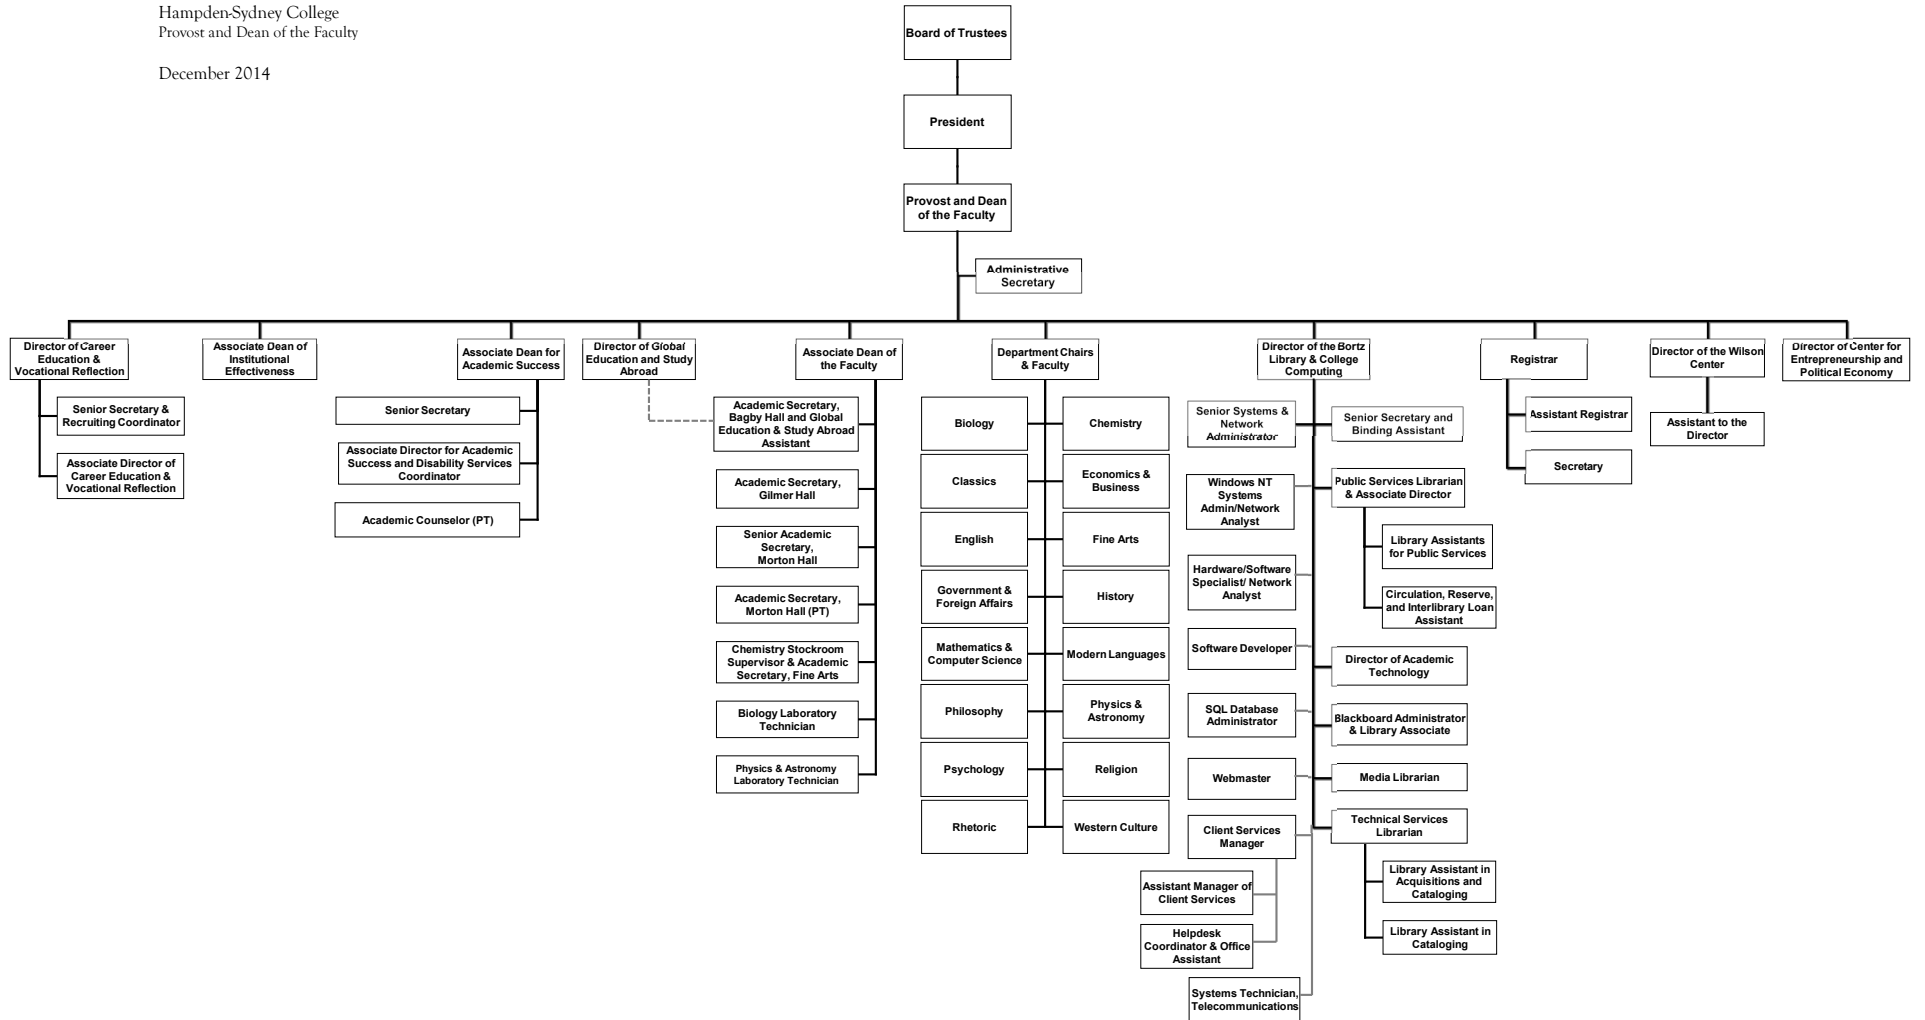 Hampden-Sydney College
Provost and Dean of the Faculty
December 2014
Board of Trustees
President
Provost and Dean
of the Faculty
Administrative
Secretary
Director of Career
Education &
Vocational Reflection
Senior Secretary &
Recruiting Coordinator
Associate Director of
Career Education &
Vocational Reflection
Associate Dean of
Institutional
Effectiveness
Associate Dean for
Academic Success
Senior Secretary
Associate Director for Academic
Success and Disability Services
Coordinator
Academic Counselor (PT)
Director of Global
Education and Study
Abroad
Associate Dean of
the Faculty
Academic Secretary,
Bagby Hall and Global
Education & Study Abroad
Assistant
Academic Secretary,
Gilmer Hall
Senior Academic
Secretary,
Morton Hall
Academic Secretary,
Morton Hall (PT)
Chemistry Stockroom
Supervisor & Academic
Secretary, Fine Arts
Biology Laboratory
Technician
Physics & Astronomy
Laboratory Technician
Department Chairs
& Faculty
Biology
Chemistry
Classics
Economics &
Business
English
Fine Arts
Government &
Foreign Affairs
History
Mathematics &
Computer Science
Modern Languages
Philosophy
Physics &
Astronomy
Psychology
Religion
Rhetoric
Western Culture
Director of the Bortz
Library & College
Computing
Senior Systems &
Network
Administrator
Windows NT
Systems
Admin/Network
Analyst
Hardware/Software
Specialist/ Network
Analyst
Software Developer
SQL Database
Administrator
Webmaster
Client Services
Manager
Assistant Manager of
Client Services
Helpdesk
Coordinator & Office
Assistant
Systems Technician,
Telecommunications
Senior Secretary and
Binding Assistant
Public Services Librarian
& Associate Director
Library Assistants
for Public Services
Circulation, Reserve,
and Interlibrary Loan
Assistant
Director of Academic
Technology
Blackboard Administrator
& Library Associate
Media Librarian
Technical Services
Librarian
Library Assistant in
Acquisitions and
Cataloging
Library Assistant in
Cataloging
Registrar
Assistant Registrar
Secretary
Director of the Wilson
Center
Assistant to the
Director
Director of Center for
Entrepreneurship and
Political Economy